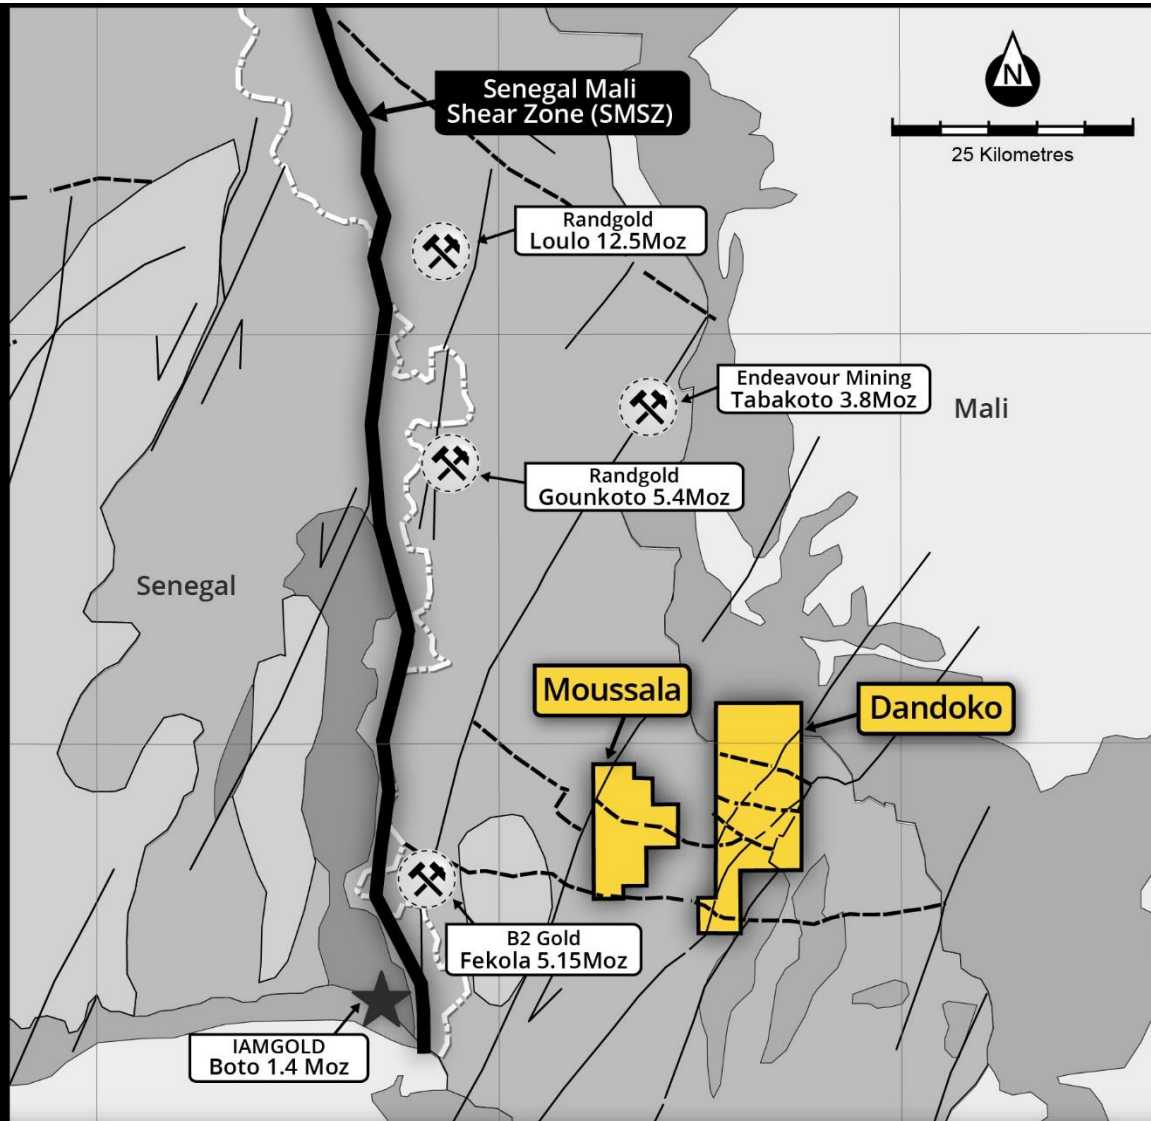 Senegal Mali
Shear Zone (SMSZ)
N
25 Kilometres
Randgold
Loulo 12.5Moz
Endeavour Mining
Tabakoto 3.8Moz
Mali
Randgold
Gounkoto 5.4Moz
Senegal
Moussala
Dandoko
B2 Gold
Fekola 5.15Moz
IAMGOLD
Boto 1.4 Moz